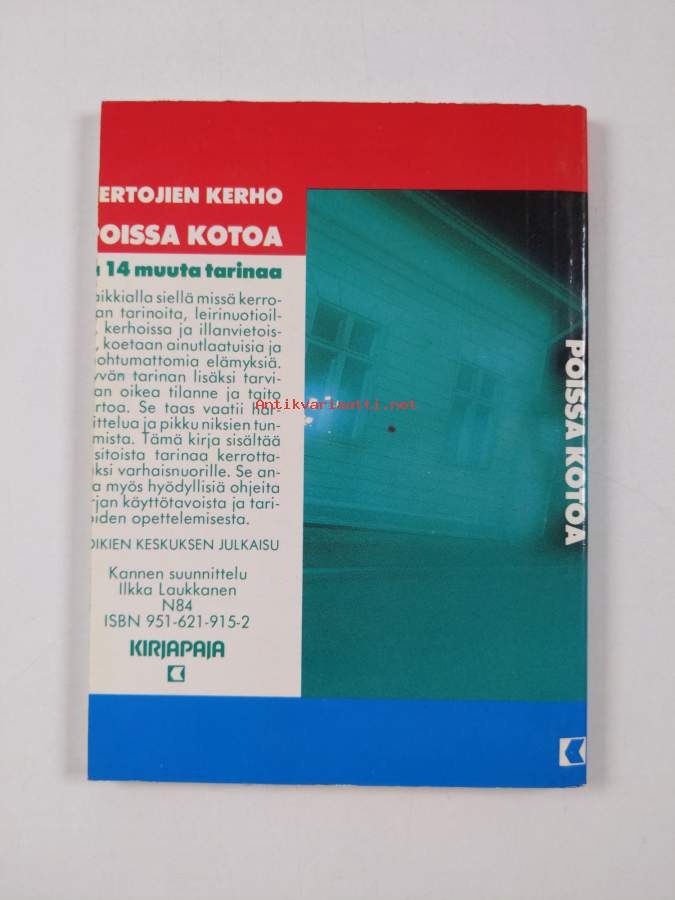 ERTOJIEN KERHO
POISSA KOTOA
14 muuta tarinaa
aikkialla siellä missä kerro-
an tarinoita, leirinuotioil-
, kerhoissa ja illanvietois-
, koetaan ainutlaatuisia ja
ohtumattomia elämyksiä.
yvän tarinan lisäksi tarvi-
an oikea tilanne ja taito
ertoa. Se taas vaatii har-
ittelua ja pikku niksien tun-
mista. Tämä kirja sisältää
sitoista tarinaa kerrotta-
ksi varhaisnuorille. Se an-
a myös hyödyllisiä ohjeita
rjan käyttötavoista ja tari-
oiden opettelemisesta.
OIKIEN KESKUKSEN JULKAISU
Kannen suunnittelu
Ilkka Laukkanen
N84
ISBN 951-621-915-2
KIRJAPAJA
POISSA KOTOA
Antikvarisatti.net